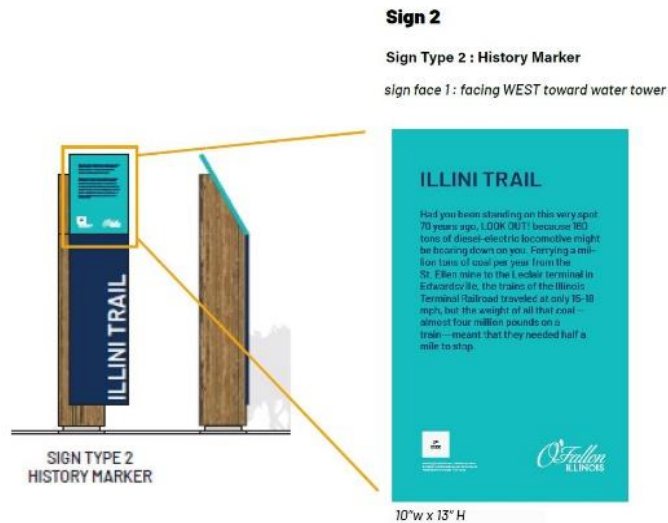 Sign 2
Sign Type 2 : History Marker
sign face 1 : facing WEST toward water tower
ILLINI TRAIL
Had you been standing on this very spot
70 years ago, LOOK OUT! because 160
tons of diesel-electric locomotive might
be bearing down on you. Ferrying a mil-
lion tons of coal per year from the
St. Ellen mine to the Leclair terminal in
Edwardsville, the trains of the Illinois
Terminal Railroad traveled at only 15-18
mph, but the weight of all that coal —
almost four million pounds on a
train—meant that they needed half a
mile to stop.
O'Fallon
ILLINOIS
10"w x 13" H
ILLINI TRAIL
SIGN TYPE 2
HISTORY MARKER